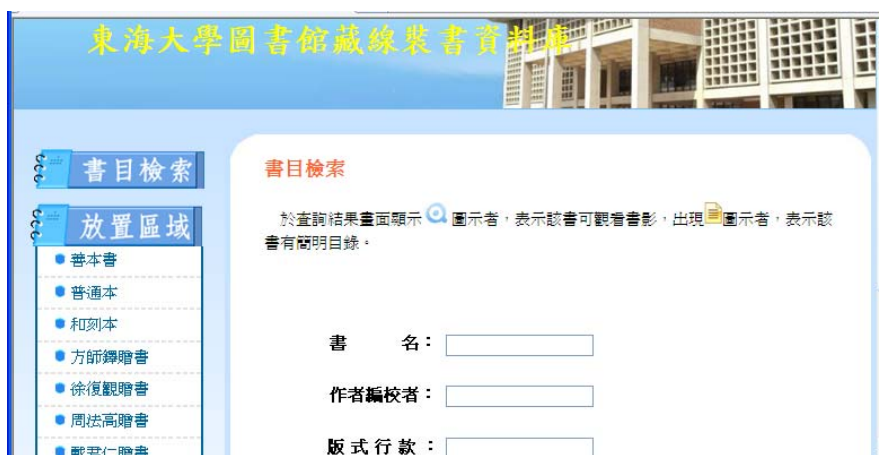 東海大學圖書館藏線裝書資料庫
書目檢索
放置區域
善本書
普通本
和刻本
方師鐸贈書
徐復觀贈書
周法高贈書
戴君仁贈書
書目檢索
於查詢結果畫面顯示圖示者，表示該書可觀看書影，出現圖示者，表示該
書有簡明目錄。
書 名：
作者編校者：
版式行款：